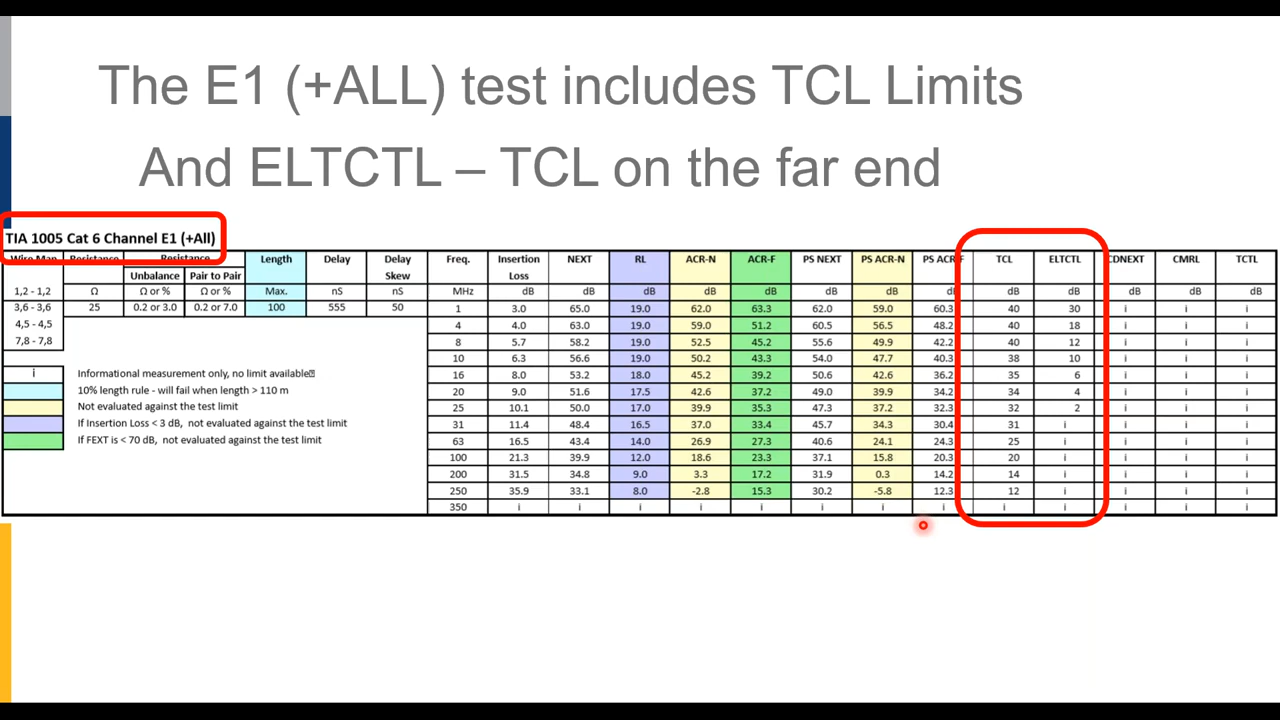 The E1 (+ALL) test includes TCL Limits
And ELTCTL – TCL on the far end
TIA 1005 Cat 6 Channel E1 (+All)
Wire Map Resistance Resistance Length Delay Delay Freq. Insertion NEXT RL ACR-N ACR-F PS NEXT PS ACR-N PS ACR-F TCL ELTCTL CDNEXT CMRL TCTL
Unbalance Pair to Pair Skew Loss
1,2 - 1,2 Ω Ω or % Ω or % Max. nS nS MHz dB dB dB dB dB dB dB dB dB dB dB dB dB
3,6 - 3,6 25 0.2 or 3.0 0.2 or 7.0 100 555 50 1 3.0 65.0 19.0 62.0 63.3 62.0 59.0 60.3 40 30 i i i
4,5 - 4,5 4 4.0 63.0 19.0 59.0 51.2 60.5 56.5 48.2 40 18 i i i
7,8 - 7,8 8 5.7 58.2 19.0 52.5 45.2 55.6 49.9 42.2 40 12 i i i
10 6.3 56.6 19.0 50.2 43.3 54.0 47.7 40.3 38 10 i i i
i Informational measurement only, no limit available 16 8.0 53.2 18.0 45.2 39.2 50.6 42.6 36.2 35 6 i i i
10% length rule - will fail when length > 110 m 20 9.0 51.6 17.5 42.6 37.2 49.0 39.9 34.2 34 4 i i i
Not evaluated against the test limit 25 10.1 50.0 17.0 39.9 35.3 47.3 37.2 32.3 32 2 i i i
If Insertion Loss < 3 dB, not evaluated against the test limit 31 11.4 48.4 16.5 37.0 33.4 45.7 34.3 30.4 31 i i i i
If FEXT is < 70 dB, not evaluated against the test limit 63 16.5 43.4 14.0 26.9 27.3 40.6 24.1 24.3 25 i i i i
100 21.3 39.9 12.0 18.6 23.3 37.1 15.8 20.3 20 i i i i
200 31.5 34.8 9.0 3.3 17.2 31.9 0.3 14.2 14 i i i i
250 35.9 33.1 8.0 -2.8 15.3 30.2 -5.8 12.3 12 i i i i
350 i i i i i i i i i i i i i